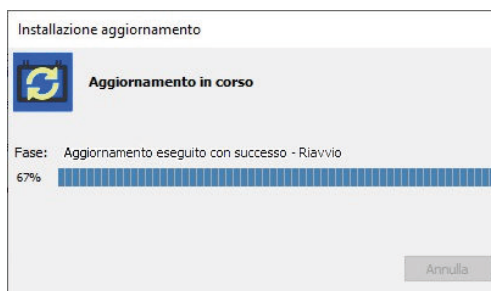 Installazione aggiornamento
Aggiornamento in corso
Fase: Aggiornamento eseguito con successo - Riavvio
67%
Annulla